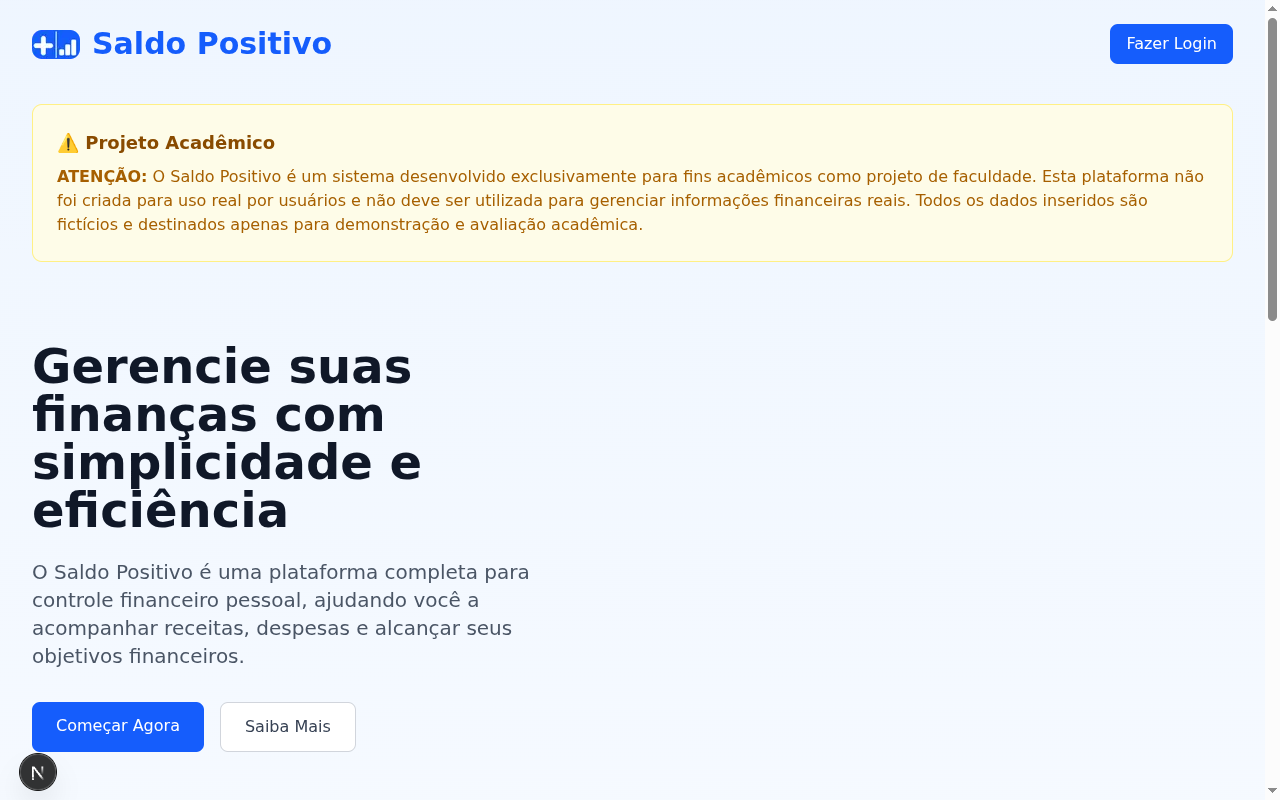 Saldo Positivo
Fazer Login
⚠️ Projeto Acadêmico
ATENÇÃO: O Saldo Positivo é um sistema desenvolvido exclusivamente para fins acadêmicos como projeto de faculdade. Esta plataforma não
foi criada para uso real por usuários e não deve ser utilizada para gerenciar informações financeiras reais. Todos os dados inseridos são
fictícios e destinados apenas para demonstração e avaliação acadêmica.
Gerencie suas
finanças com
simplicidade e
eficiência
O Saldo Positivo é uma plataforma completa para
controle financeiro pessoal, ajudando você a
acompanhar receitas, despesas e alcançar seus
objetivos financeiros.
Começar Agora
Saiba Mais
N